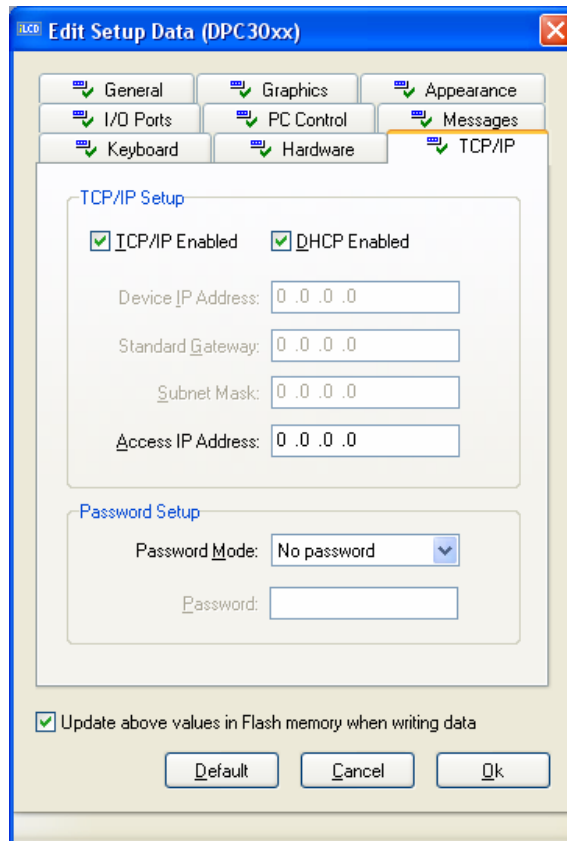 iLCD Edit Setup Data (DPC30xx)
General Graphics Appearance
I/O Ports PC Control Messages
Keyboard Hardware TCP/IP
TCP/IP Setup
TCP/IP Enabled DHCP Enabled
Device IP Address: 0 .0 .0 .0
Standard Gateway: 0 .0 .0 .0
Subnet Mask: 0 .0 .0 .0
Access IP Address: 0 .0 .0 .0
Password Setup
Password Mode: No password
Password:
Update above values in Flash memory when writing data
Default Cancel Ok